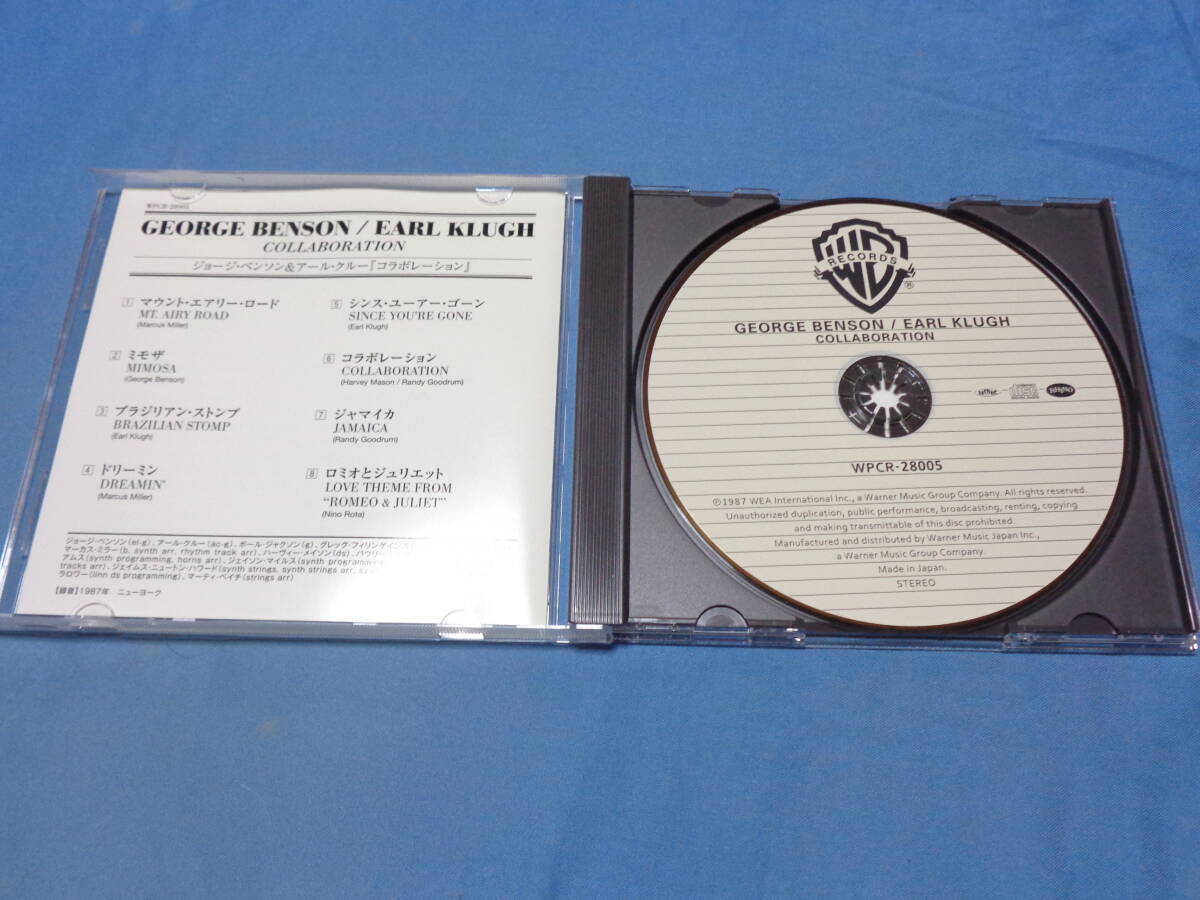 WPCR-28005
GEORGE BENSON / EARL KLUGH
COLLABORATION
ジョージ・ベンソン&アール・クルー『コラボレーション』
1 マウント・エアリー・ロード
MT. AIRY ROAD
(Marcus Miller)
2 ミモザ
MIMOSA
(George Benson)
3 ブラジリアン・ストンプ
BRAZILIAN STOMP
(Earl Klugh)
4 ドリーミン
DREAMIN'
(Marcus Miller)
5 シンス・ユーアー・ゴーン
SINCE YOU'RE GONE
(Earl Klugh)
6 コラボレーション
COLLABORATION
(Harvey Mason / Randy Goodrum)
7 ジャマイカ
JAMAICA
(Randy Goodrum)
8 ロミオとジュリエット
LOVE THEME FROM
"ROMEO & JULIET"
(Nino Rota)
ジョージ・ベンソン(el-g)、アール・クルー(ac-g)、ポール・ジャクソン(g)、グレッグ・フィリンゲインズ
マーカス・ミラー(b, synth arr, rhythm track arr)、ハーヴィー・メイソン(ds)、パウリー
アムス(synth programming, horns arr)、ジェイソン・マイルス(synth programming)
tracks arr)、ジェイムス・ニュートン・ハワード(synth strings, synth strings arr,
ラロワー(linn ds programming)、マーティ・ペイチ(strings arr)
【録音】1987年 ニューヨーク
WB
RECORDS
®
GEORGE BENSON / EARL KLUGH
COLLABORATION
RHINO
WPCR-28005
℗1987 WEA International Inc., a Warner Music Group Company. All rights reserved.
Unauthorized duplication, public performance, broadcasting, renting, copying
and making transmittable of this disc prohibited.
Manufactured and distributed by Warner Music Japan Inc.,
a Warner Music Group Company.
Made in Japan.
STEREO